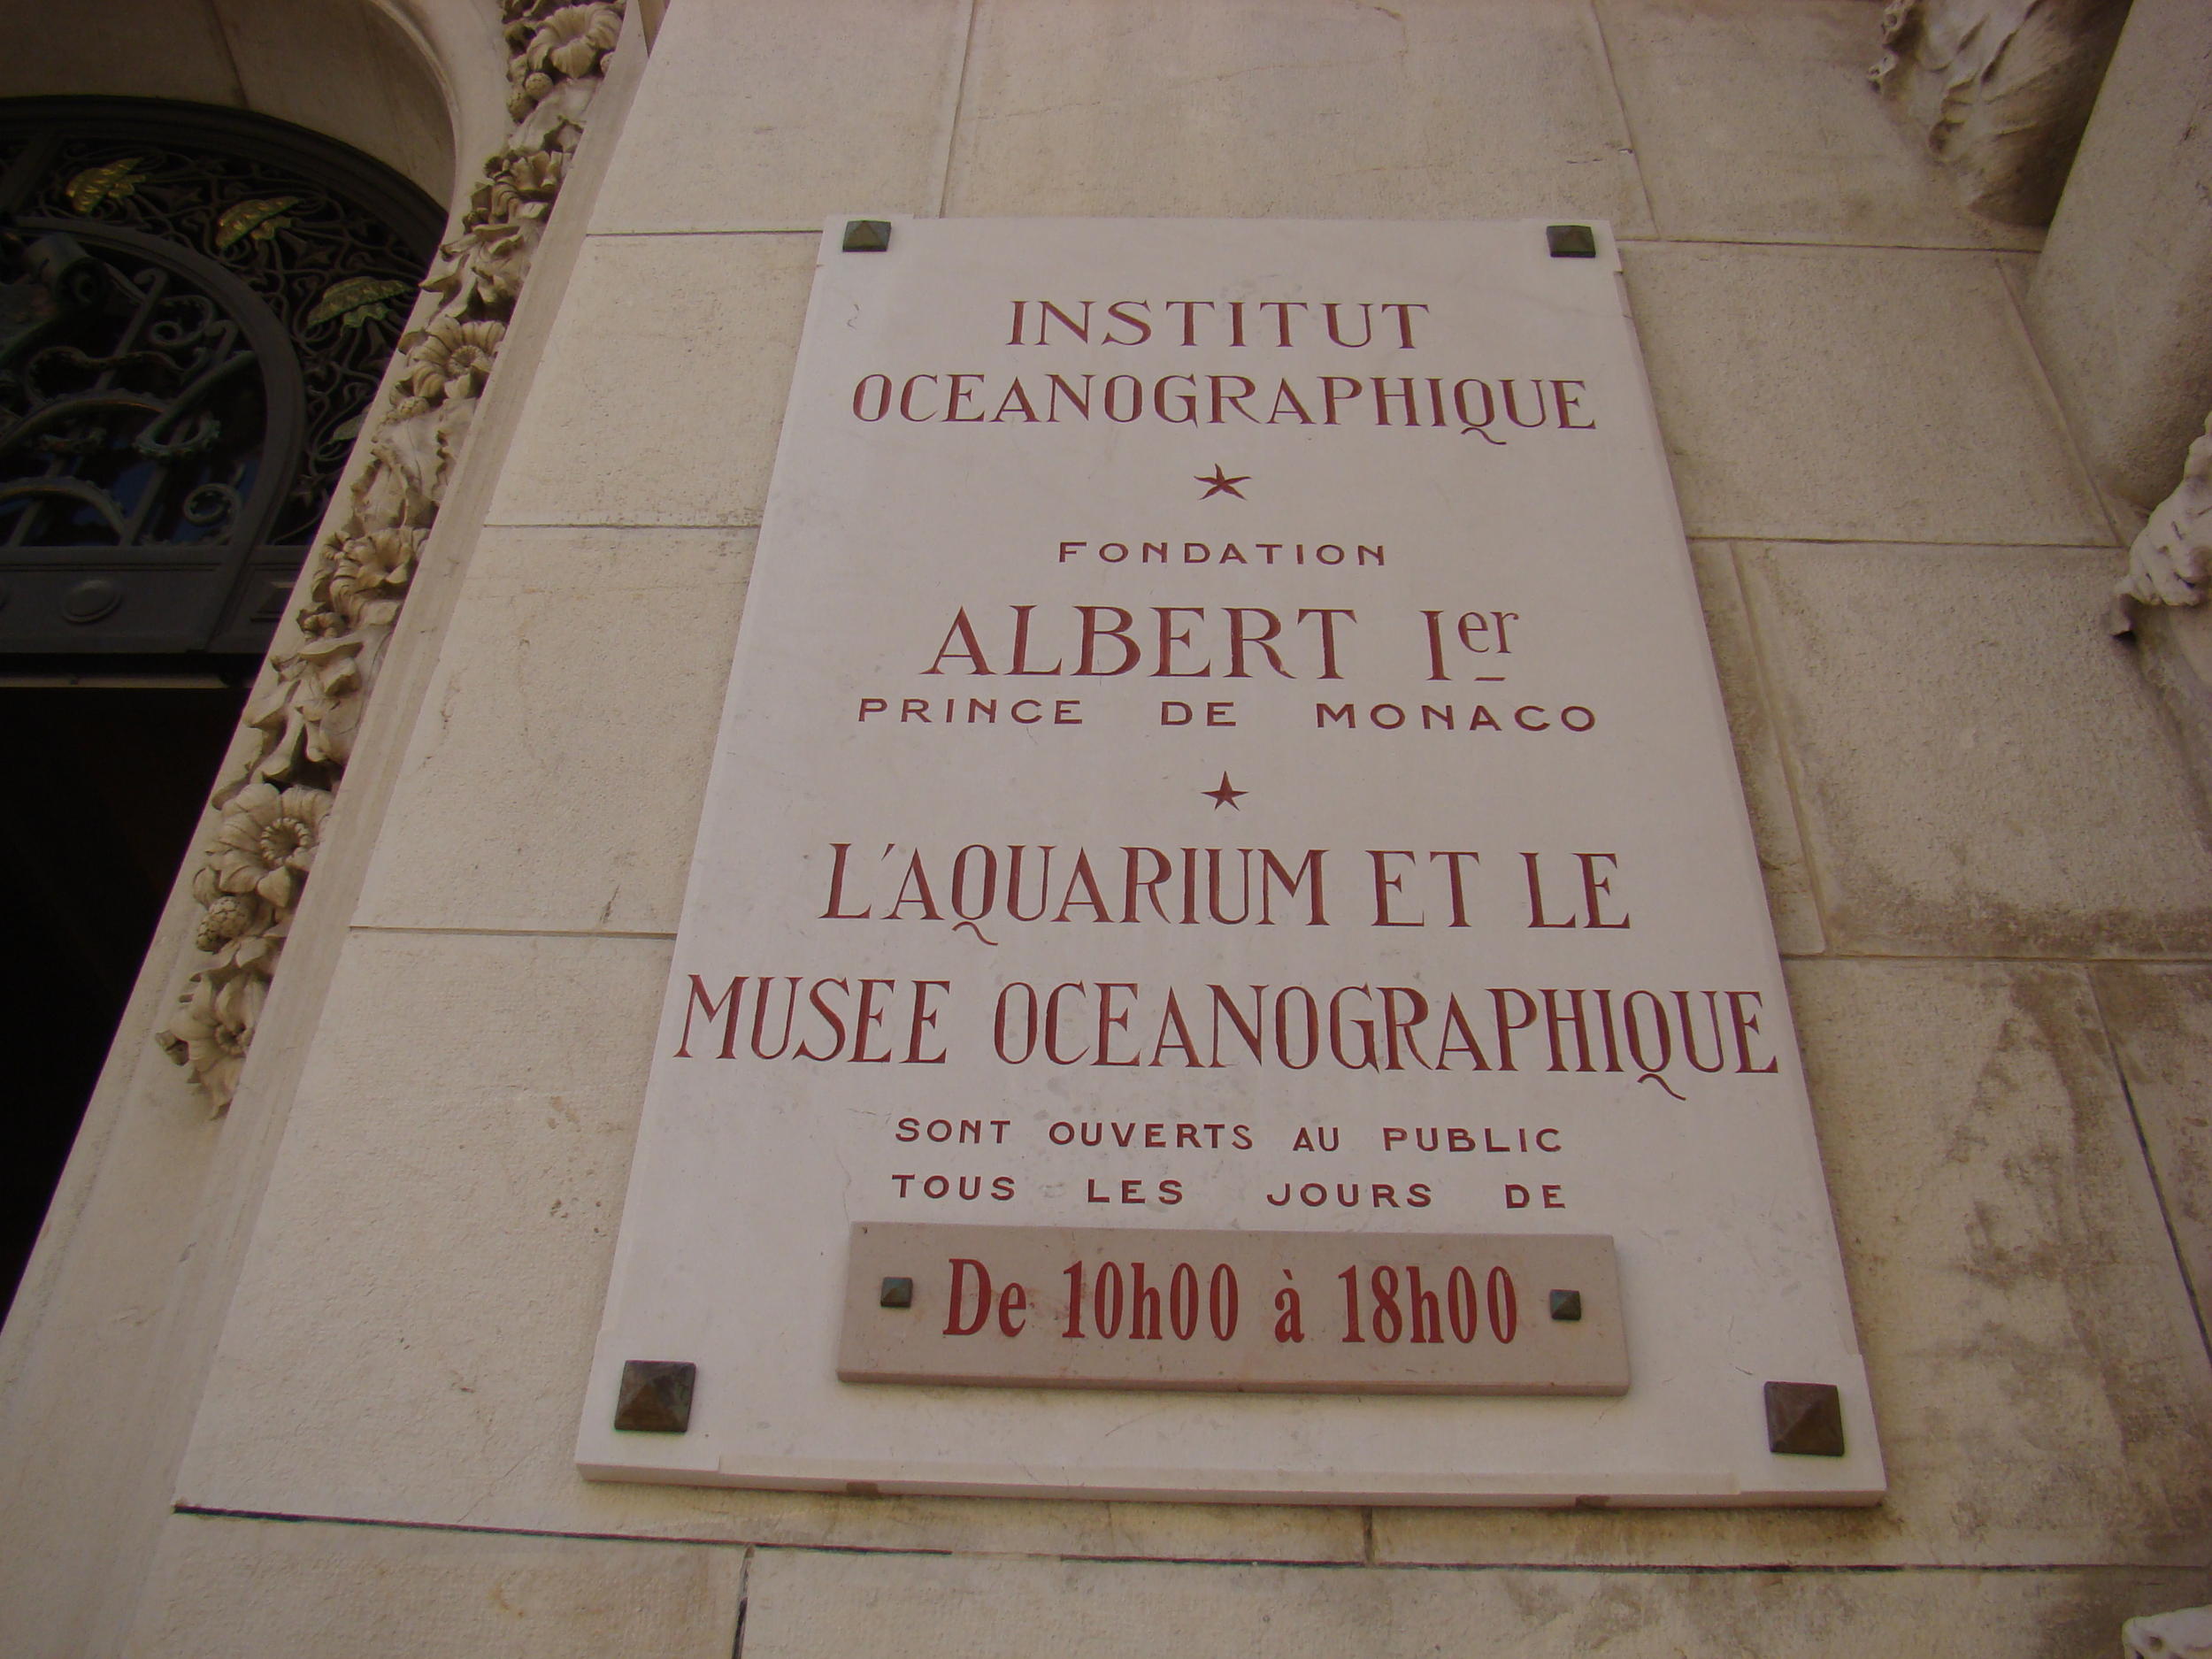 INSTITUT
OCEANOGRAPHIQUE
FONDATION
ALBERT Ier
PRINCE DE MONACO
L'AQUARIUM ET LE
MUSEE OCEANOGRAPHIQUE
SONT OUVERTS AU PUBLIC
TOUS LES JOURS DE
De 10h00 à 18h00